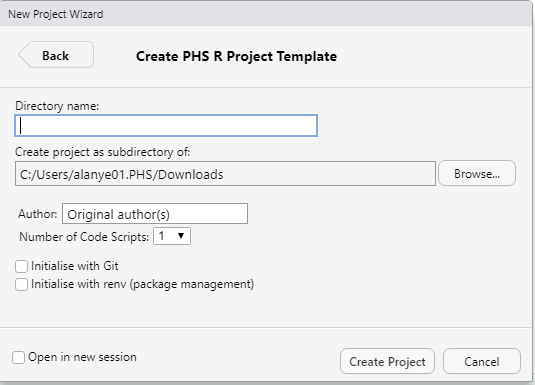 New Project Wizard
Back
Create PHS R Project Template
Directory name:
Create project as subdirectory of:
C:/Users/alanye01.PHS/Downloads
Browse...
Author: Original author(s)
Number of Code Scripts: 1
Initialise with Git
Initialise with renv (package management)
Open in new session
Create Project
Cancel